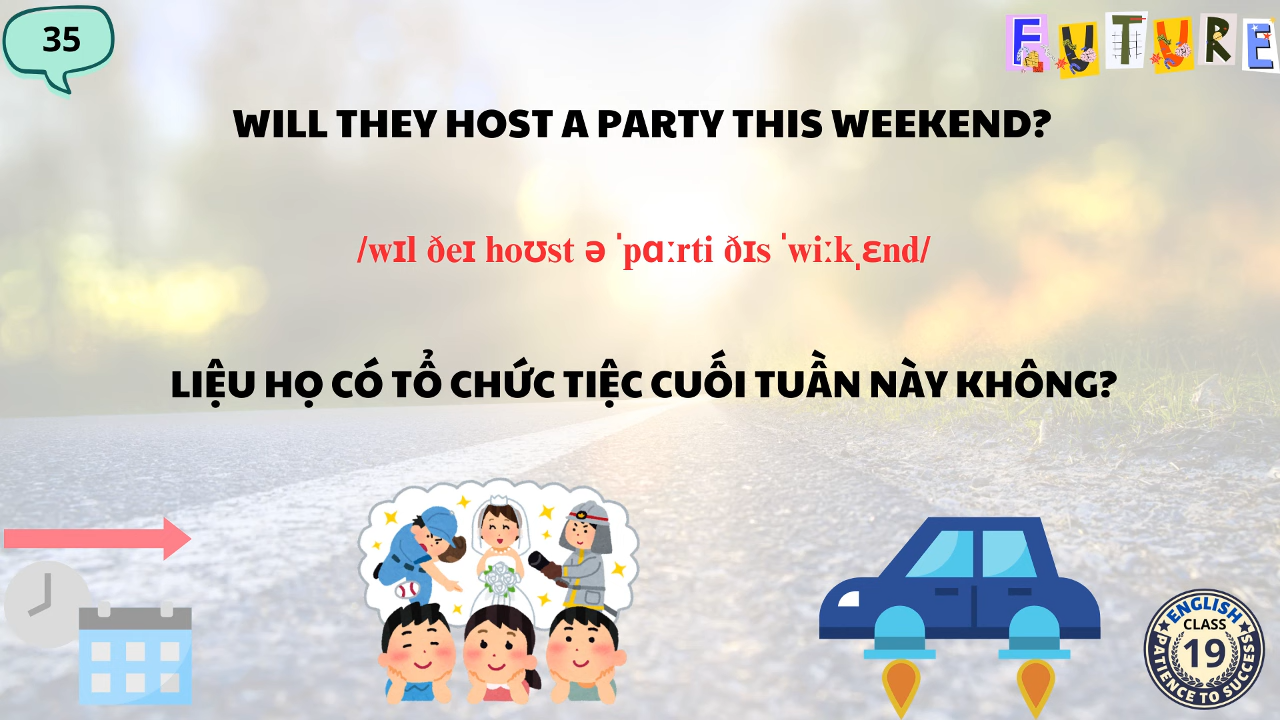 35
FUTURE
WILL THEY HOST A PARTY THIS WEEKEND?
/wɪl ðeɪ hoʊst ə ˈpɑːrti ðɪs ˈwiːkˌɛnd/
LIỆU HỌ CÓ TỔ CHỨC TIỆC CUỐI TUẦN NÀY KHÔNG?
ENGLISH
CLASS
19
PATIENCE TO SUCCESS